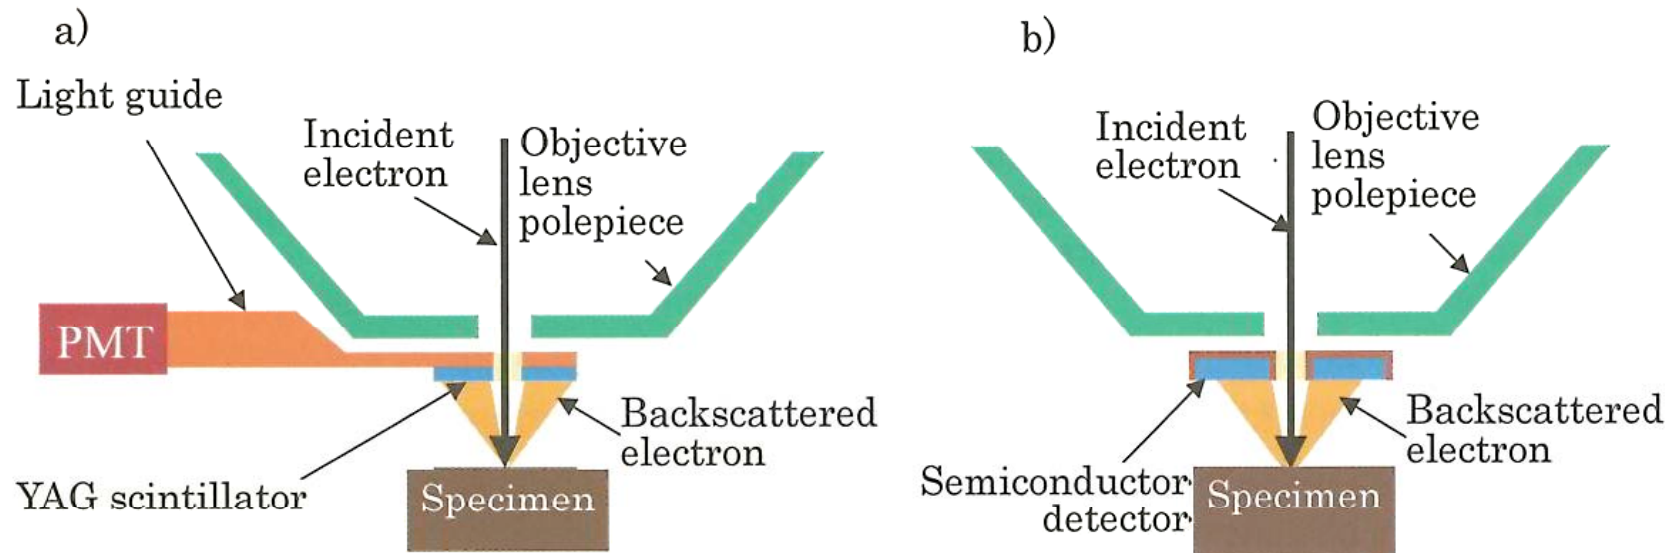 a)
Light guide
Incident
electron
Objective
lens
polepiece
PMT
Backscattered
electron
YAG scintillator
Specimen
b)
Incident
electron
Objective
lens
polepiece
Backscattered
electron
Semiconductor
detector
Specimen